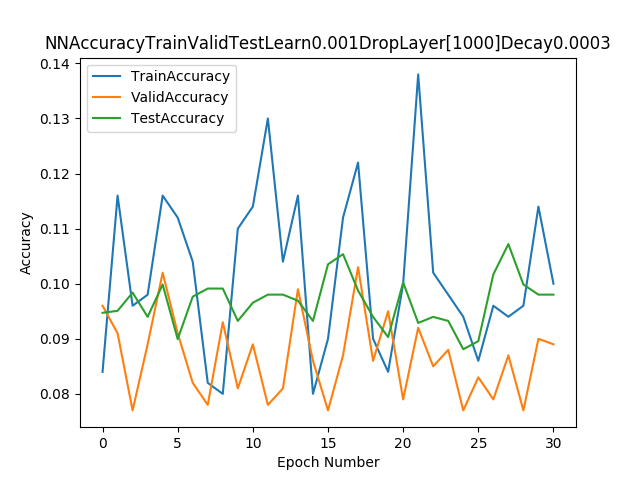 NNAccuracyTrainValidTestLearn0.001DropLayer[1000]Decay0.0003
0.14
0.13
0.12
0.11
0.10
0.09
0.08
Accuracy
TrainAccuracy
ValidAccuracy
TestAccuracy
0 5 10 15 20 25 30
Epoch Number